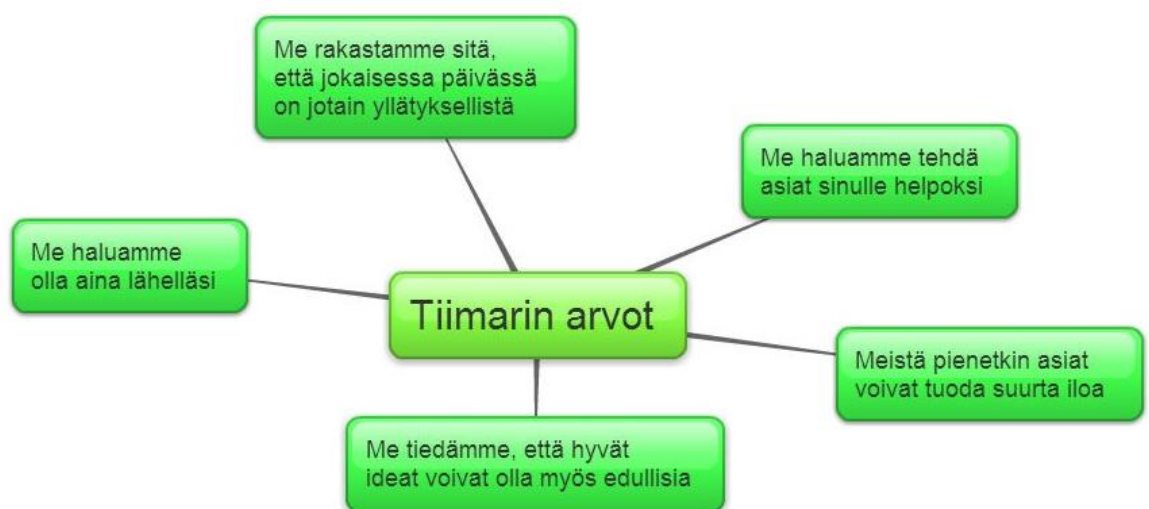 Me rakastamme sitä,
että jokaisessa päivässä
on jotain yllätyksellistä
Me haluamme tehdä
asiat sinulle helpoksi
Me haluamme
olla aina lähelläsi
Tiimarin arvot
Meistä pienetkin asiat
voivat tuoda suurta iloa
Me tiedämme, että hyvät
ideat voivat olla myös edullisia